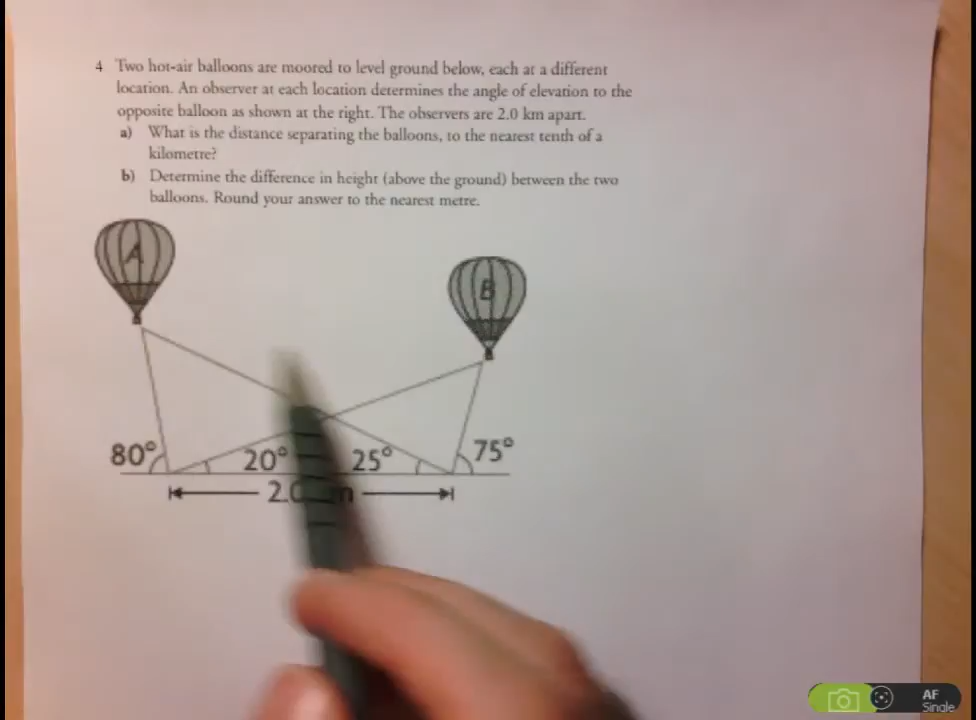 4 Two hot-air balloons are moored to level ground below, each at a different
location. An observer at each location determines the angle of elevation to the
opposite balloon as shown at the right. The observers are 2.0 km apart.
a) What is the distance separating the balloons, to the nearest tenth of a
kilometre?
b) Determine the difference in height (above the ground) between the two
balloons. Round your answer to the nearest metre.
A
B
80° 20° 25° 75°
AF
Single